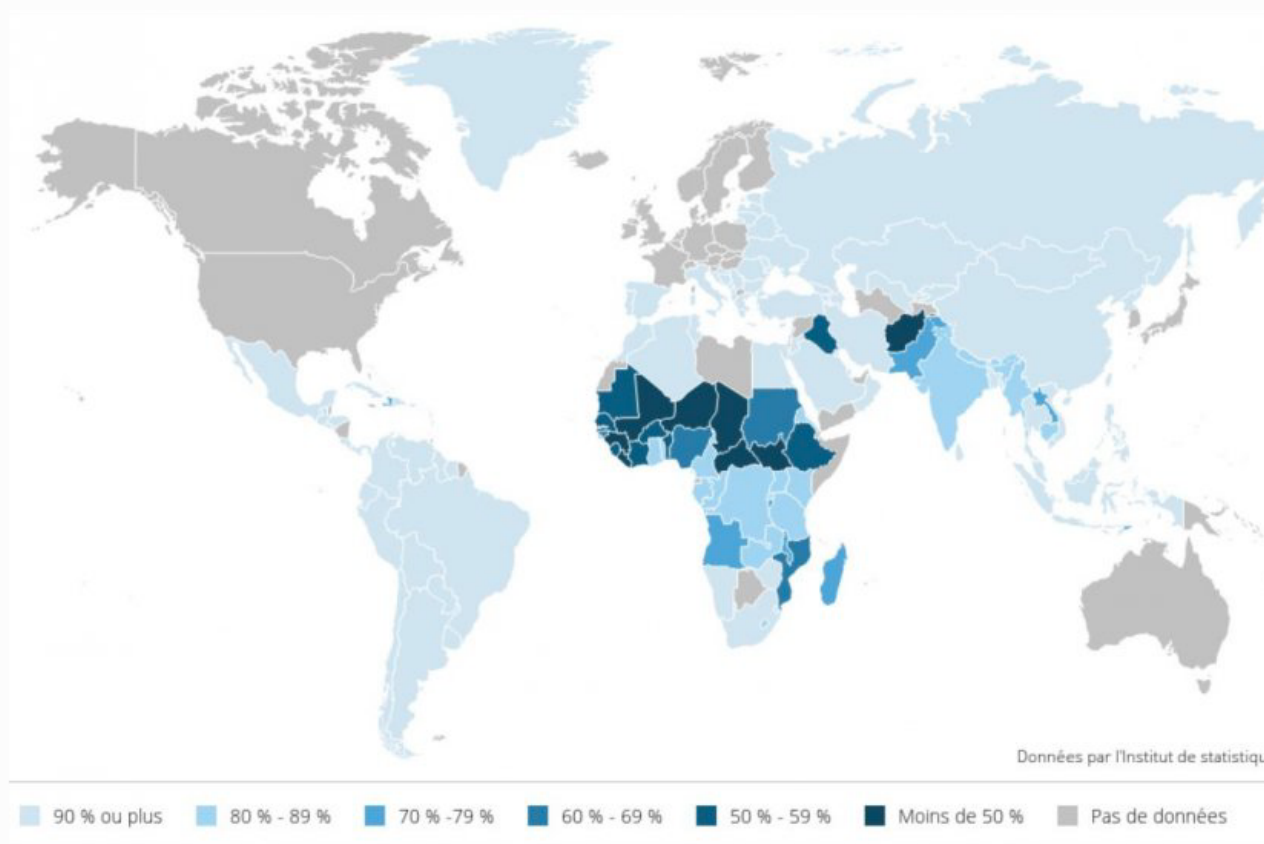 Données par l'Institut de statistiqu
90 % ou plus
80 % - 89 %
70 % -79 %
60 % - 69 %
50 % - 59 %
Moins de 50 %
Pas de données